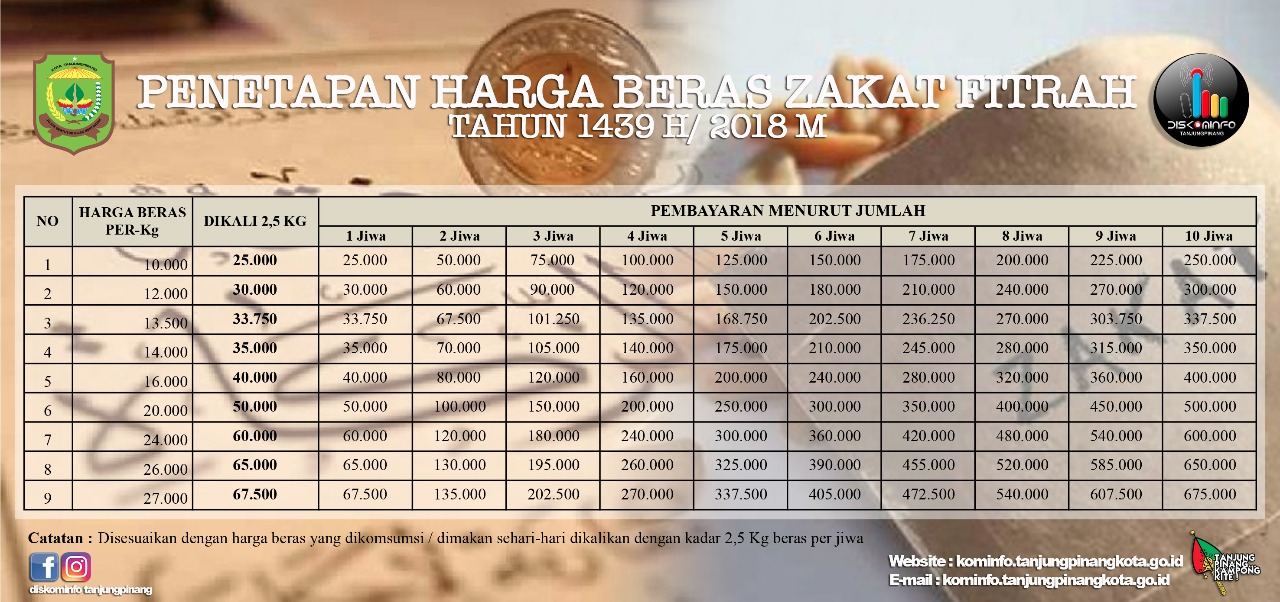 PENETAPAN HARGA BERAS ZAKAT FITRAH
TAHUN 1439 H/ 2018 M
DISKOMINFO
TANJUNGPINANG
NO HARGA BERAS PER-Kg DIKALI 2,5 KG PEMBAYARAN MENURUT JUMLAH
1 Jiwa 2 Jiwa 3 Jiwa 4 Jiwa 5 Jiwa 6 Jiwa 7 Jiwa 8 Jiwa 9 Jiwa 10 Jiwa
1 10.000 25.000 25.000 50.000 75.000 100.000 125.000 150.000 175.000 200.000 225.000 250.000
2 12.000 30.000 30.000 60.000 90.000 120.000 150.000 180.000 210.000 240.000 270.000 300.000
3 13.500 33.750 33.750 67.500 101.250 135.000 168.750 202.500 236.250 270.000 303.750 337.500
4 14.000 35.000 35.000 70.000 105.000 140.000 175.000 210.000 245.000 280.000 315.000 350.000
5 16.000 40.000 40.000 80.000 120.000 160.000 200.000 240.000 280.000 320.000 360.000 400.000
6 20.000 50.000 50.000 100.000 150.000 200.000 250.000 300.000 350.000 400.000 450.000 500.000
7 24.000 60.000 60.000 120.000 180.000 240.000 300.000 360.000 420.000 480.000 540.000 600.000
8 26.000 65.000 65.000 130.000 195.000 260.000 325.000 390.000 455.000 520.000 585.000 650.000
9 27.000 67.500 67.500 135.000 202.500 270.000 337.500 405.000 472.500 540.000 607.500 675.000
ZAKAT
Catatan : Disesuaikan dengan harga beras yang dikomsumsi / dimakan sehari-hari dikalikan dengan kadar 2,5 Kg beras per jiwa
diskominfo tanjungpinang
Website : kominfo.tanjungpinangkota.go.id
E-mail : kominfo.tanjungpinangkota.go.id
TANJUNG
PINANG
KAMPONG
KITE!